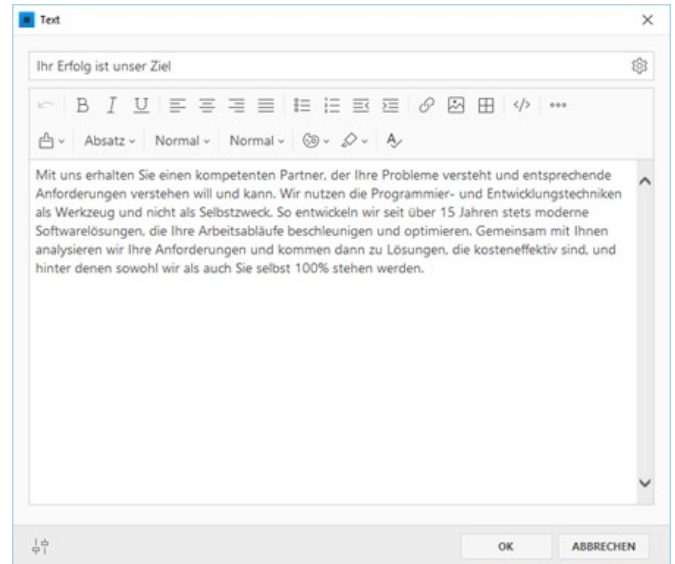 Text
Ihr Erfolg ist unser Ziel
B I U
Absatz Normal Normal
Mit uns erhalten Sie einen kompetenten Partner, der Ihre Probleme versteht und entsprechende
Anforderungen verstehen will und kann. Wir nutzen die Programmier- und Entwicklungstechniken
als Werkzeug und nicht als Selbstzweck. So entwickeln wir seit über 15 Jahren stets moderne
Softwarelösungen, die Ihre Arbeitsabläufe beschleunigen und optimieren. Gemeinsam mit Ihnen
analysieren wir Ihre Anforderungen und kommen dann zu Lösungen, die kosteneffektiv sind, und
hinter denen sowohl wir als auch Sie selbst 100% stehen werden.
OK ABBRECHEN